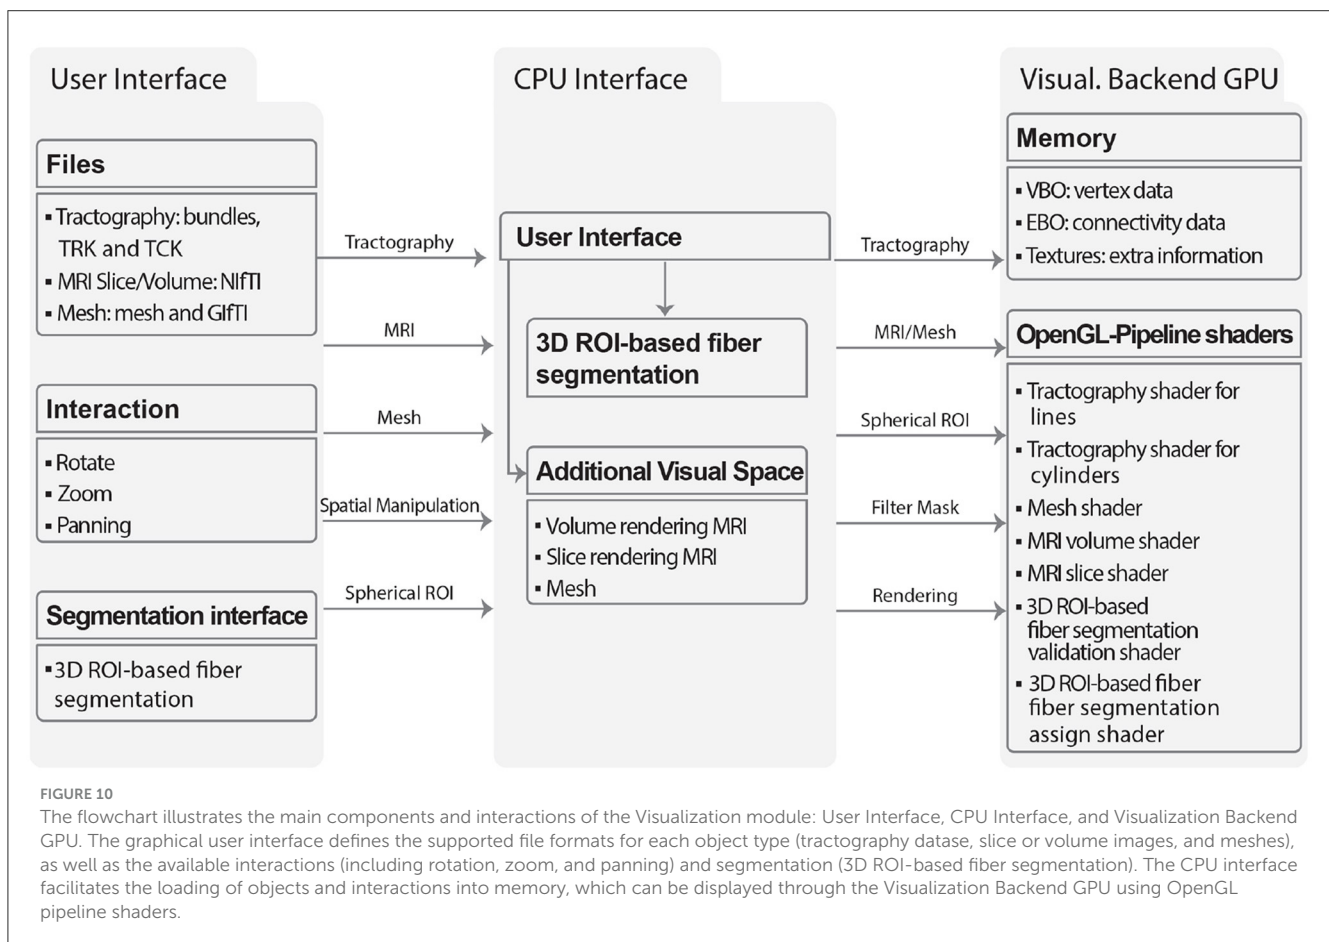 User Interface
Files
▪ Tractography: bundles,
TRK and TCK
▪ MRI Slice/Volume: NIfTI
▪ Mesh: mesh and GIfTI
Interaction
▪ Rotate
▪ Zoom
▪ Panning
Segmentation interface
▪ 3D ROI-based fiber
segmentation
Tractography
MRI
Mesh
Spatial Manipulation
Spherical ROI
CPU Interface
User Interface
3D ROI-based fiber
segmentation
Additional Visual Space
▪ Volume rendering MRI
▪ Slice rendering MRI
▪ Mesh
Tractography
MRI/Mesh
Spherical ROI
Filter Mask
Rendering
Visual. Backend GPU
Memory
▪ VBO: vertex data
▪ EBO: connectivity data
▪ Textures: extra information
OpenGL-Pipeline shaders
▪ Tractography shader for
lines
▪ Tractography shader for
cylinders
▪ Mesh shader
▪ MRI volume shader
▪ MRI slice shader
▪ 3D ROI-based
fiber segmentation
validation shader
▪ 3D ROI-based fiber
fiber segmentation
assign shader
FIGURE 10
The flowchart illustrates the main components and interactions of the Visualization module: User Interface, CPU Interface, and Visualization Backend
GPU. The graphical user interface defines the supported file formats for each object type (tractography datase, slice or volume images, and meshes),
as well as the available interactions (including rotation, zoom, and panning) and segmentation (3D ROI-based fiber segmentation). The CPU interface
facilitates the loading of objects and interactions into memory, which can be displayed through the Visualization Backend GPU using OpenGL
pipeline shaders.